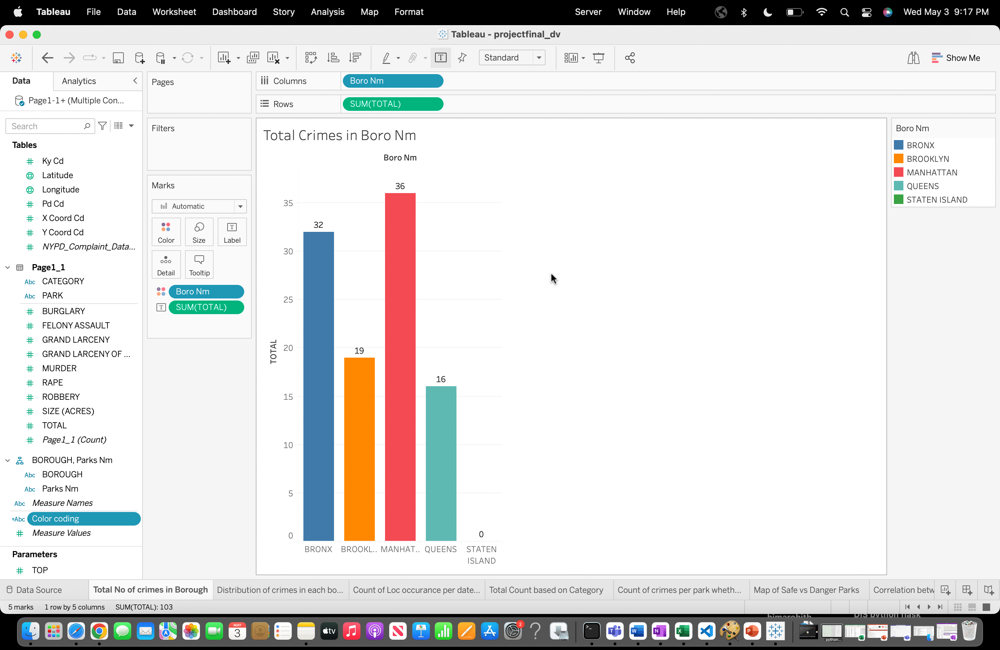 Tableau File Data Worksheet Dashboard Story Analysis Map Format Server Window Help Wed May 3 9:17 PM
Tableau - projectfinal_dv
Standard
Show Me
Data Analytics
Page1-1+ (Multiple Con...
Search
Tables
Ky Cd
Latitude
Longitude
Pd Cd
X Coord Cd
Y Coord Cd
NYPD_Complaint_Data...
Page1_1
Abc CATEGORY
Abc PARK
BURGLARY
FELONY ASSAULT
GRAND LARCENY
GRAND LARCENY OF ...
MURDER
RAPE
ROBBERY
SIZE (ACRES)
TOTAL
Page1_1 (Count)
BOROUGH, Parks Nm
Abc BOROUGH
Abc Parks Nm
Abc Measure Names
=Abc Color coding
Measure Values
Parameters
TOP
Pages
Filters
Marks
Automatic
Color Size Label
Detail Tooltip
Boro Nm
SUM(TOTAL)
Columns Boro Nm
Rows SUM(TOTAL)
Total Crimes in Boro Nm
Boro Nm
36
35
32
30
25
TOTAL
20
19
16
15
10
5
0
0
BRONX BROOKL.. MANHAT.. QUEENS STATEN
ISLAND
Boro Nm
BRONX
BROOKLYN
MANHATTAN
QUEENS
STATEN ISLAND
Data Source Total No of crimes in Borough Distribution of crimes in each bo... Count of Loc occurance per date... Total Count based on Category Count of crimes per park wheth... Map of Safe vs Danger Parks Correlation betw
5 marks 1 row by 5 columns SUM(TOTAL): 103
MAY
3
tv
2
python...